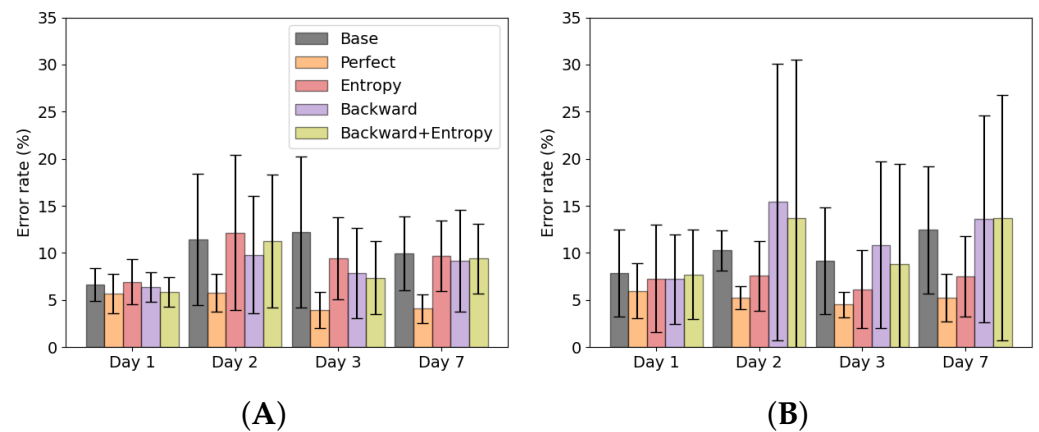 35
30
25
20
15
10
5
0
Error rate (%)
Base
Perfect
Entropy
Backward
Backward+Entropy
Day 1 Day 2 Day 3 Day 7
(A)
35
30
25
20
15
10
5
0
Error rate (%)
Day 1 Day 2 Day 3 Day 7
(B)